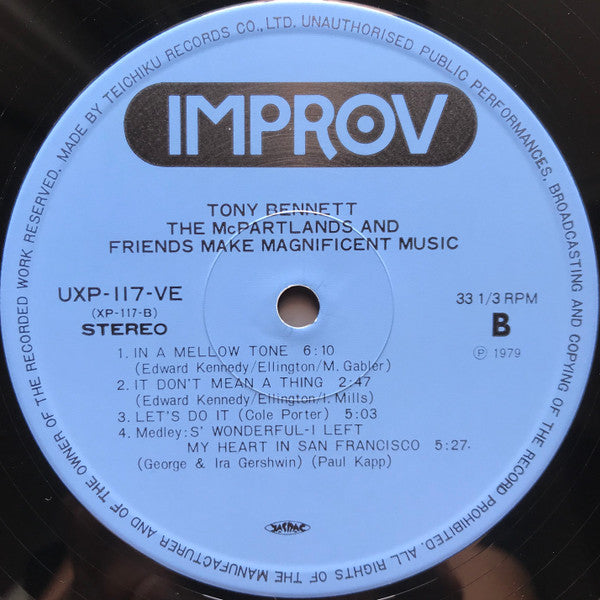 MADE BY TEICHIKU RECORDS CO., LTD. UNAUTHORISED PUBLIC PERFORMANCES, BROADCASTING AND COPYING OF THE RECORD PROHIBITED. ALL RIGHTS OF THE MANUFACTURER AND OF THE OWNER OF THE RECORDED WORK RESERVED.
IMPROV
TONY BENNETT
THE McPARTLANDS AND
FRIENDS MAKE MAGNIFICENT MUSIC
UXP-117-VE
33 1/3 RPM
(XP-117-B)
STEREO
B
Ⓟ 1979
1. IN A MELLOW TONE 6:10
(Edward Kennedy/Ellington/M. Gabler)
2. IT DON'T MEAN A THING 2:47
(Edward Kennedy/Ellington/I. Mills)
3. LET'S DO IT (Cole Porter) 5:03
4. Medley: S' WONDERFUL-I LEFT
MY HEART IN SAN FRANCISCO 5:27.
(George & Ira Gershwin) (Paul Kapp)
JASRAC